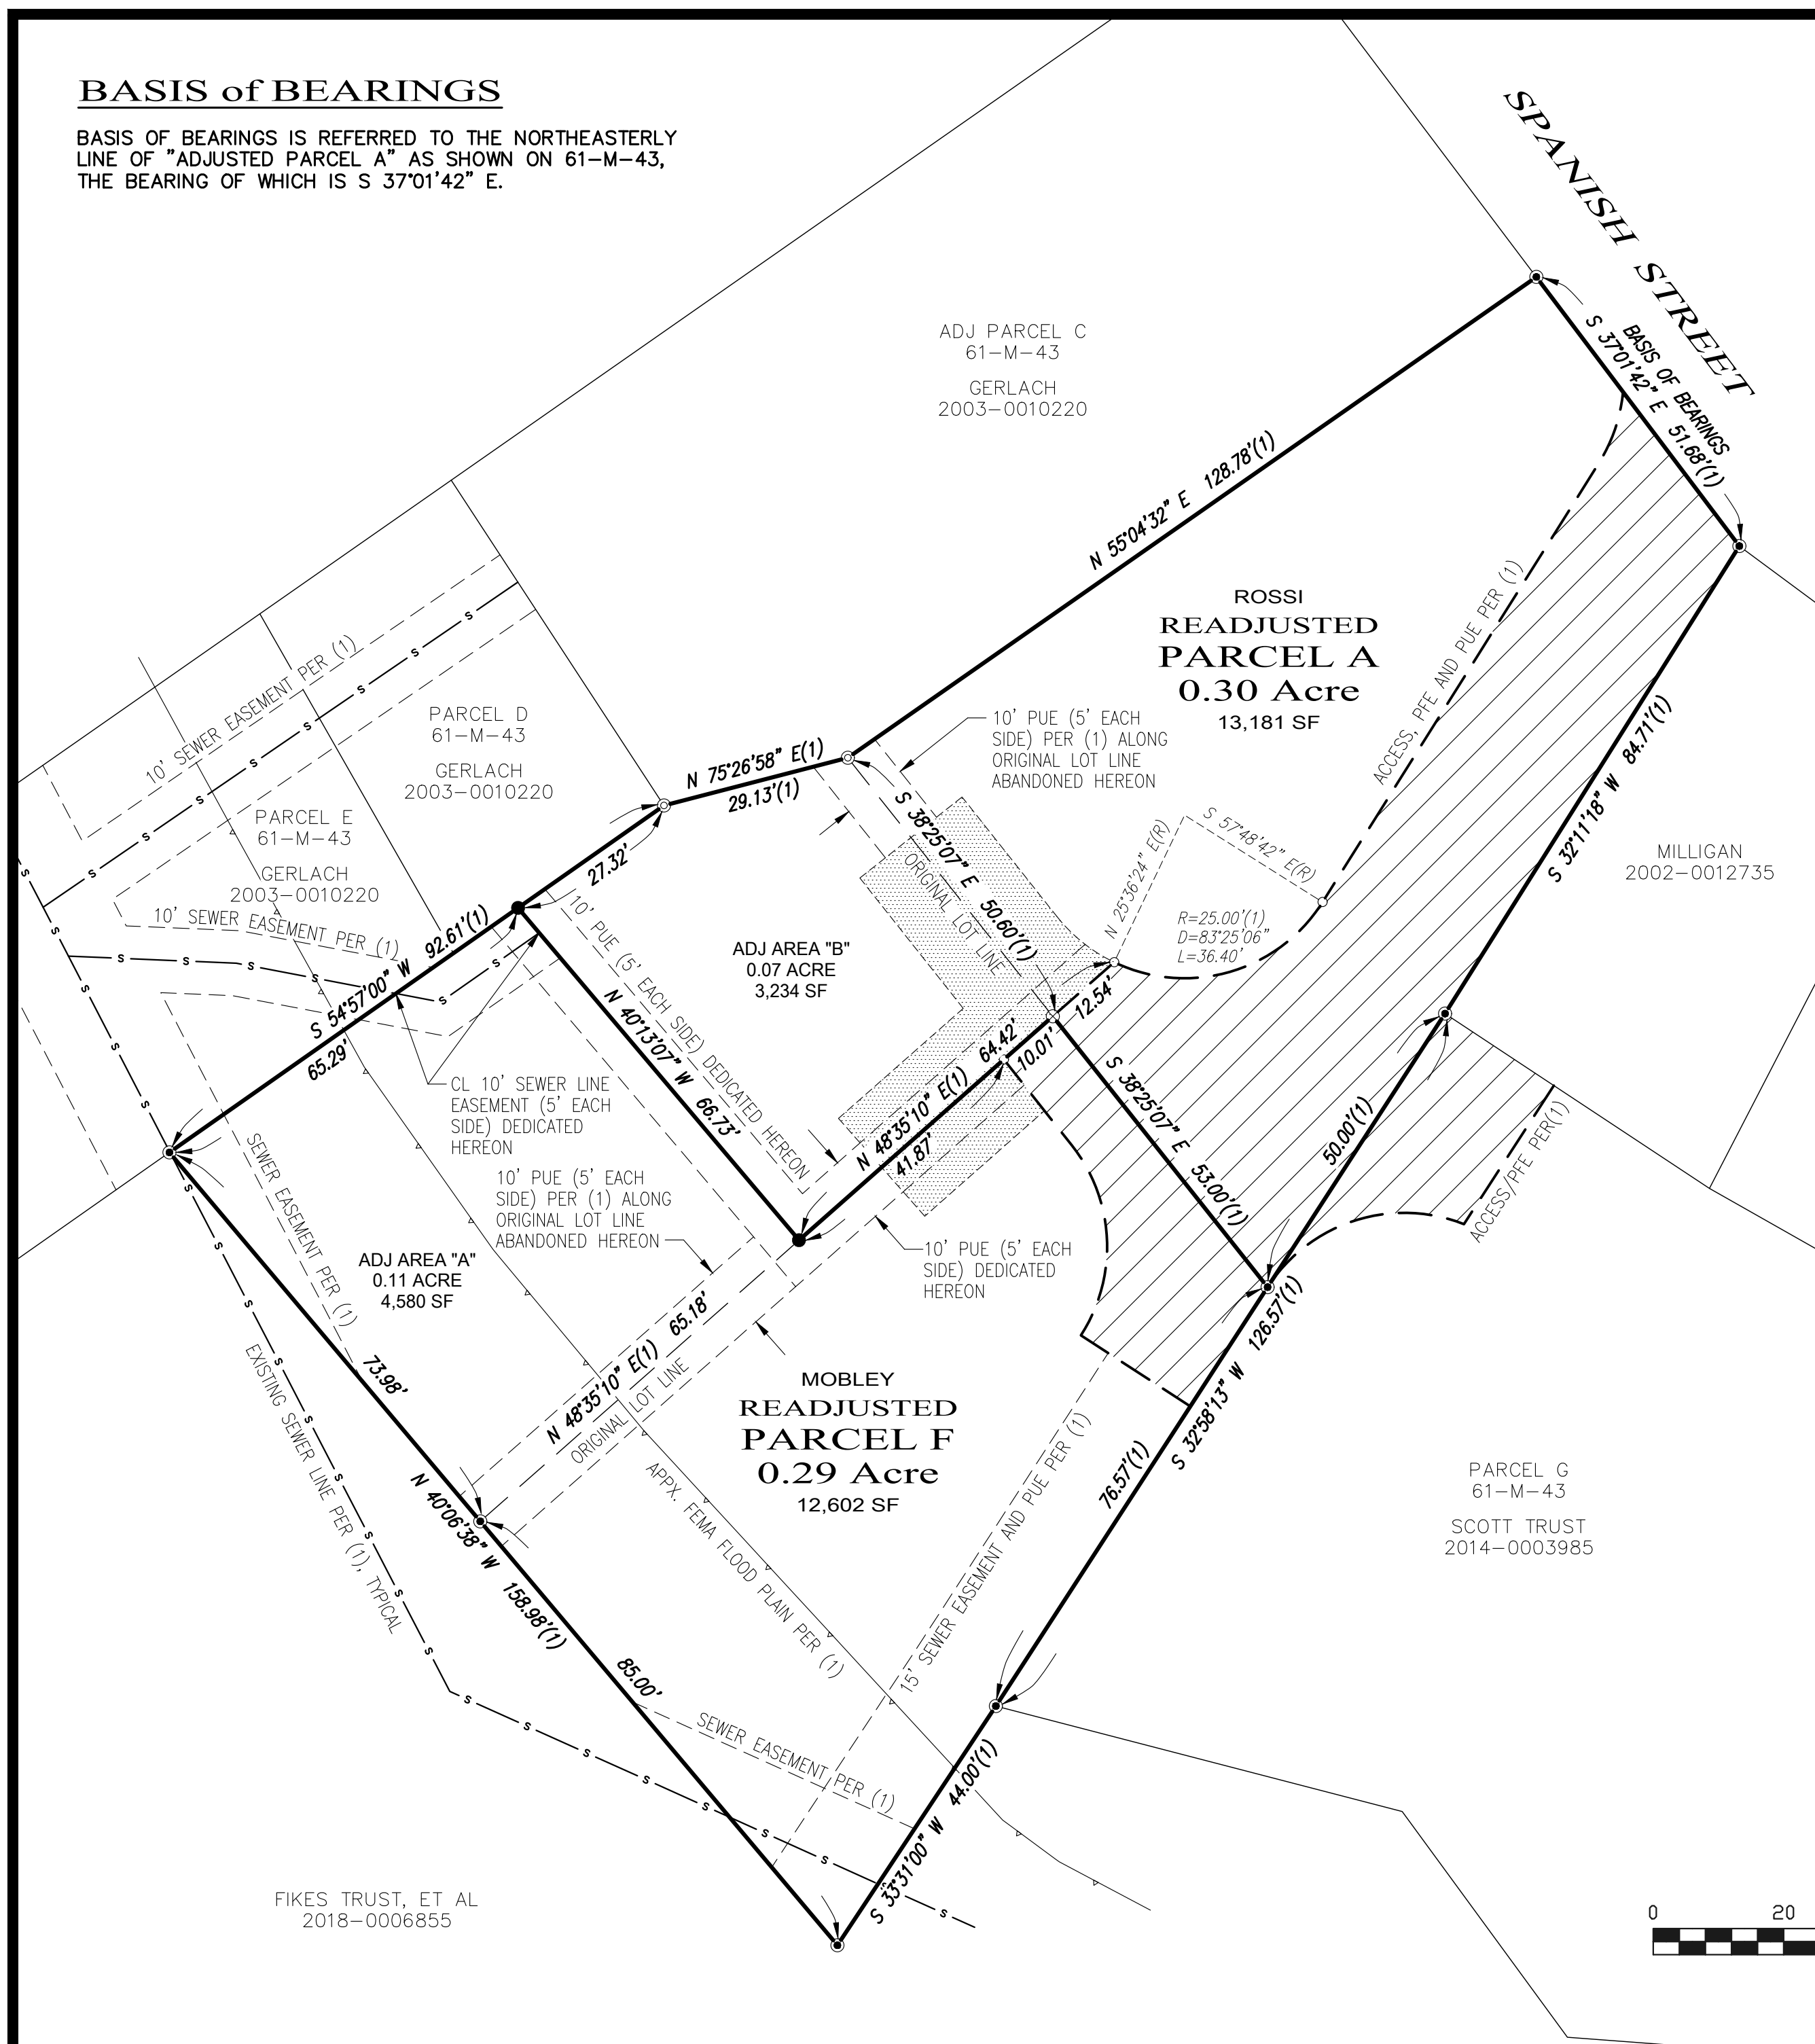 BASIS of BEARINGS
BASIS OF BEARINGS IS REFERRED TO THE NORTHEASTERLY
LINE OF "ADJUSTED PARCEL A" AS SHOWN ON 61-M-43,
THE BEARING OF WHICH IS S 37°01'42" E.
SPANISH STREET
BASIS OF BEARINGS
S 37°01'42" E 51.68'(1)
ADJ PARCEL C
61-M-43
GERLACH
2003-0010220
N 55°04'32" E 128.78'(1)
ROSSI
READJUSTED
PARCEL A
0.30 Acre
13,181 SF
ACCESS, PFE AND PUE PER (1)
S 32°11'18" W 84.71'(1)
MILLIGAN
2002-0012735
10' SEWER EASEMENT PER (1)
PARCEL D
61-M-43
GERLACH
2003-0010220
PARCEL E
61-M-43
GERLACH
2003-0010220
10' SEWER EASEMENT PER (1)
N 75°26'58" E(1)
29.13'(1)
10' PUE (5' EACH
SIDE) PER (1) ALONG
ORIGINAL LOT LINE
ABANDONED HEREON
S 38°25'07" E 50.60'(1)
ORIGINAL LOT LINE
N 25°36'24" E(R)
S 57°48'42" E(R)
R=25.00'(1)
D=83°25'06"
L=36.40'
27.32'
S 54°57'00" W 92.61'(1)
65.29'
ADJ AREA "B"
0.07 ACRE
3,234 SF
10' PUE (5' EACH SIDE) DEDICATED HEREON
N 40°13'07" W 66.73'
12.54'
64.42'
10.01'
N 48°35'10" E(1)
41.87'
S 38°25'07" E 53.00'(1)
50.00'(1)
ACCESS/PFE PER(1)
CL 10' SEWER LINE
EASEMENT (5' EACH
SIDE) DEDICATED
HEREON
10' PUE (5' EACH
SIDE) PER (1) ALONG
ORIGINAL LOT LINE
ABANDONED HEREON
10' PUE (5' EACH
SIDE) DEDICATED
HEREON
SEWER EASEMENT PER (1)
ADJ AREA "A"
0.11 ACRE
4,580 SF
73.98'
N 48°35'10" E(1) 65.18'
ORIGINAL LOT LINE
EXISTING SEWER LINE PER (1), TYPICAL
MOBLEY
READJUSTED
PARCEL F
0.29 Acre
12,602 SF
S 32°58'13" W 126.57'(1)
76.57'(1)
15' SEWER EASEMENT AND PUE PER (1)
APPX. FEMA FLOOD PLAIN PER (1)
N 40°06'38" W 158.98'(1)
85.00'
PARCEL G
61-M-43
SCOTT TRUST
2014-0003985
SEWER EASEMENT PER (1)
S 33°31'00" W 44.00'(1)
FIKES TRUST, ET AL
2018-0006855
0 20